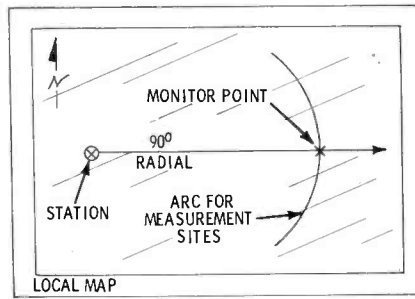 N
MONITOR POINT
90°
RADIAL
STATION
ARC FOR
MEASUREMENT
SITES
LOCAL MAP